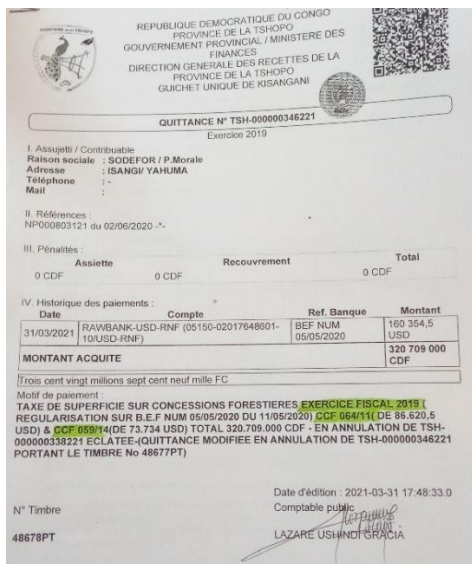 REPUBLIQUE DEMOCRATIQUE DU CONGO
PROVINCE DE LA TSHOPO
GOUVERNEMENT PROVINCIAL / MINISTERE DES
FINANCES
DIRECTION GENERALE DES RECETTES DE LA
PROVINCE DE LA TSHOPO
GUICHET UNIQUE DE KISANGANI
QUITTANCE N° TSH-000000346221
Exercice 2019
I. Assujetti / Contribuable
Raison sociale : SODEFOR / P.Morale
Adresse : ISANGI/ YAHUMA
Téléphone : -
Mail :
II. Références :
NP000803121 du 02/06/2020 -*-
III. Pénalités :
Assiette Recouvrement Total
0 CDF 0 CDF 0 CDF
IV. Historique des paiements :
Date Compte Ref. Banque Montant
31/03/2021 RAWBANK-USD-RNF (05150-02017648601- BEF NUM 160 354,5
10/USD-RNF) 05/05/2020 USD
MONTANT ACQUITE 320 709 000
CDF
Trois cent vingt millions sept cent neuf mille FC
Motif de paiement :
TAXE DE SUPERFICIE SUR CONCESSIONS FORESTIERES EXERCICE FISCAL 2019 (
REGULARISATION SUR B.E.F NUM 05/05/2020 DU 11/05/2020) CCF 064/11( DE 86.620,5
USD) & CCF 059/14(DE 73.734 USD) TOTAL 320.709.000 CDF - EN ANNULATION DE TSH-
000000338221 ECLATEE-(QUITTANCE MODIFIEE EN ANNULATION DE TSH-000000346221
PORTANT LE TIMBRE No 48677PT)
Date d'édition : 2021-03-31 17:48:33.0
N° Timbre Comptable public
48678PT LAZARE USHINDI GRACIA